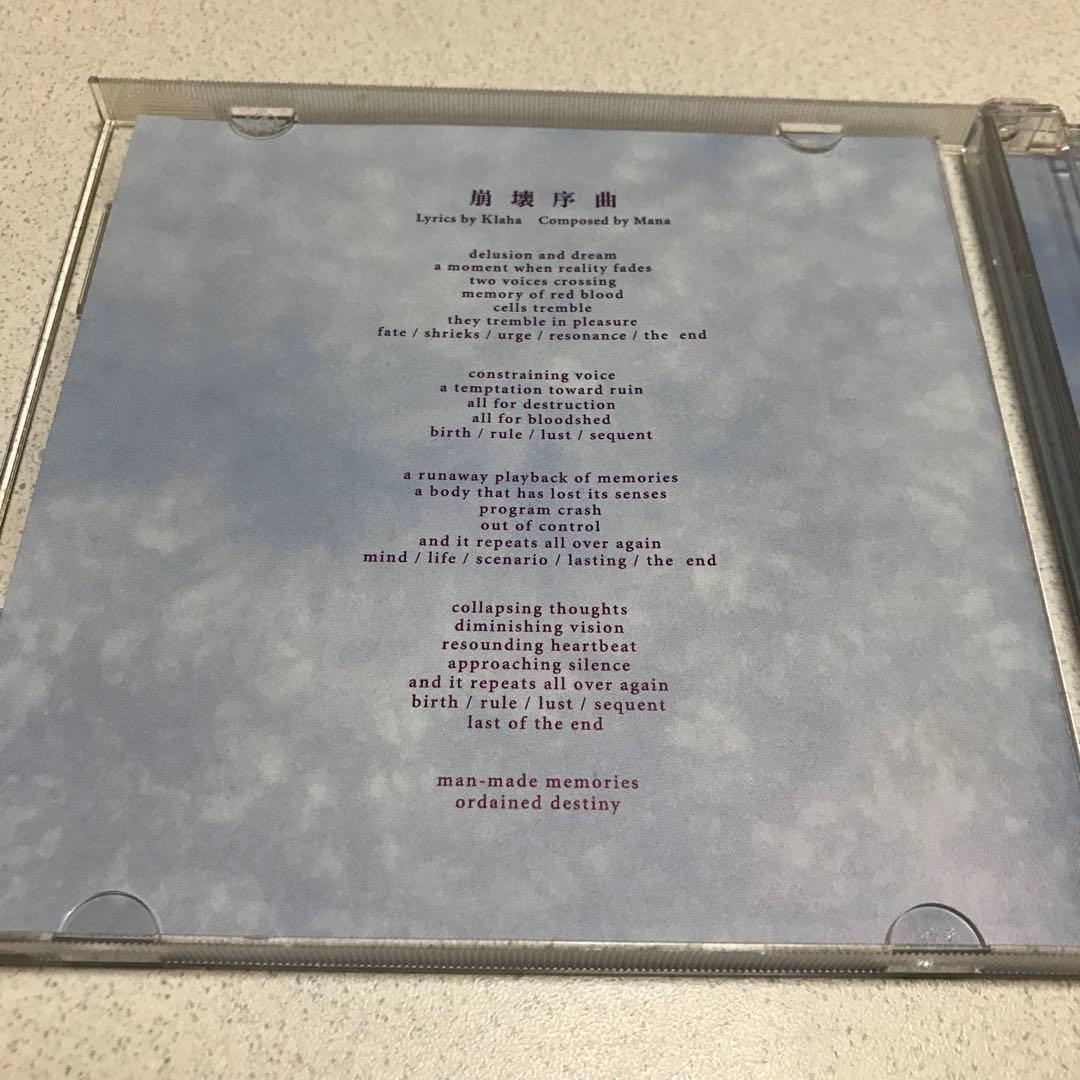 崩壊序曲
Lyrics by Klaha Composed by Mana
delusion and dream
a moment when reality fades
two voices crossing
memory of red blood
cells tremble
they tremble in pleasure
fate / shrieks / urge / resonance / the end
constraining voice
a temptation toward ruin
all for destruction
all for bloodshed
birth / rule / lust / sequent
a runaway playback of memories
a body that has lost its senses
program crash
out of control
and it repeats all over again
mind / life / scenario / lasting / the end
collapsing thoughts
diminishing vision
resounding heartbeat
approaching silence
and it repeats all over again
birth / rule / lust / sequent
last of the end
man-made memories
ordained destiny